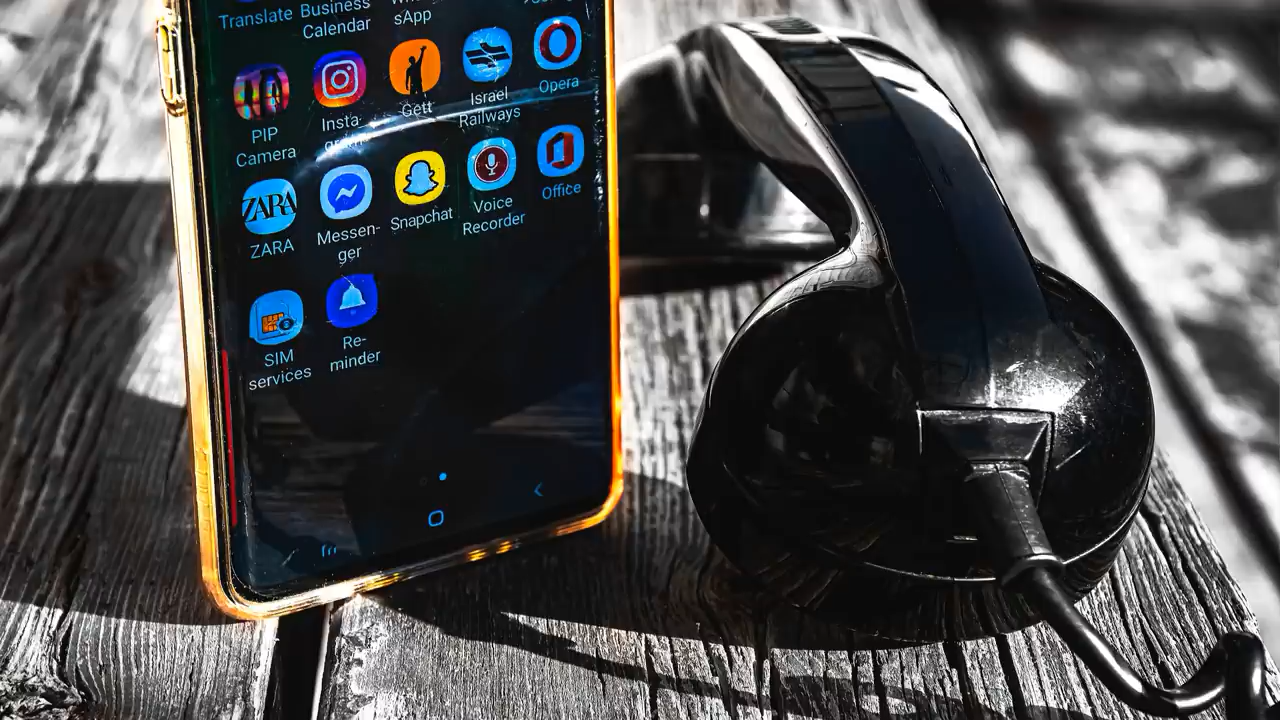 Translate
Business
Calendar
sApp
PIP
Camera
Insta
Gett
Israel
Railways
Opera
ZARA
ZARA
Messen-
ger
Snapchat
Voice
Recorder
Office
SIM
services
Re-
minder